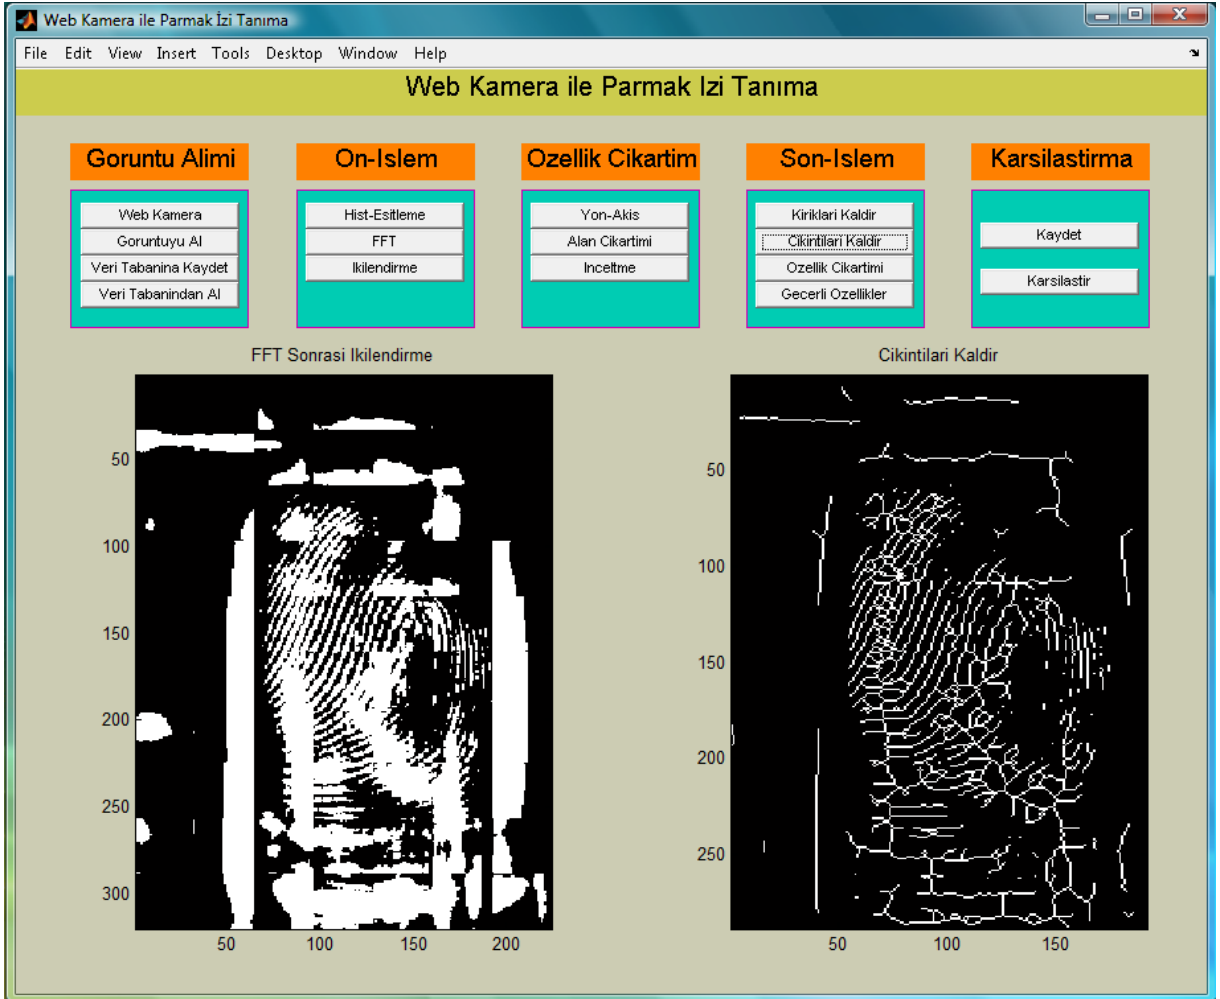 Web Kamera ile Parmak İzi Tanıma
File Edit View Insert Tools Desktop Window Help
Web Kamera ile Parmak Izi Tanıma
Goruntu Alimi
Web Kamera
Goruntuyu Al
Veri Tabanina Kaydet
Veri Tabanindan Al
On-Islem
Hist-Esitleme
FFT
Ikilendirme
Ozellik Cikartim
Yon-Akis
Alan Cikartimi
Inceltme
Son-Islem
Kiriklari Kaldir
Cikintilari Kaldir
Ozellik Cikartimi
Gecerli Ozellikler
Karsilastirma
Kaydet
Karsilastir
FFT Sonrasi Ikilendirme
50
100
150
200
250
300
50 100 150 200
Cikintilari Kaldir
50
100
150
200
250
50 100 150